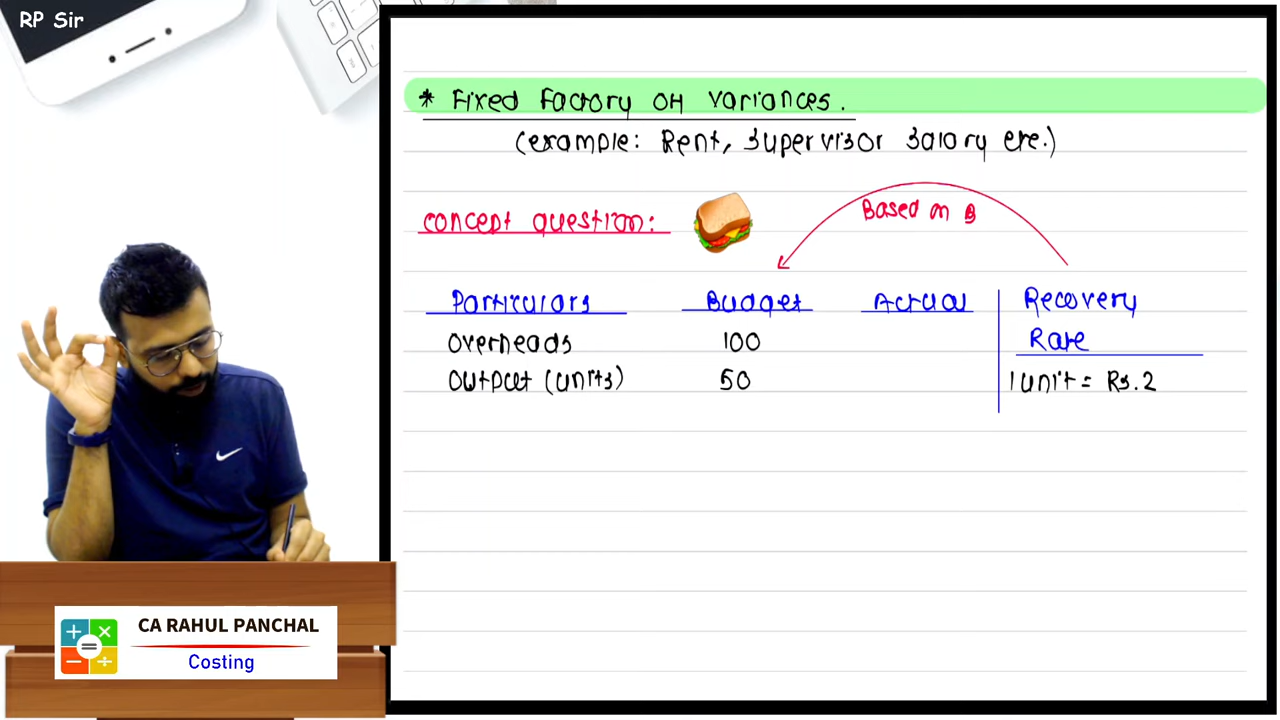 RP Sir
* Fixed Factory OH Variances.
(example: Rent, Supervisor Salary etc.)
Concept question:
Based on B
Particulars Budget Actual Recovery
Rate
Overheads 100
Output (units) 50 1 unit = Rs. 2
CA RAHUL PANCHAL
Costing